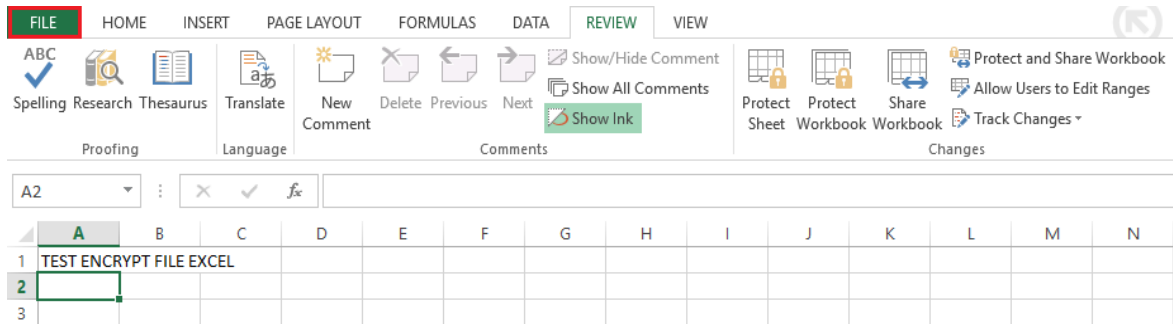 FILE HOME INSERT PAGE LAYOUT FORMULAS DATA REVIEW VIEW
ABC
Spelling Research Thesaurus
Proofing
aあ
Translate
Language
New
Comment
Delete Previous Next
Show/Hide Comment
Show All Comments
Show Ink
Comments
Protect
Sheet
Protect
Workbook
Share
Workbook
Protect and Share Workbook
Allow Users to Edit Ranges
Track Changes
Changes
A2 fx
A B C D E F G H I J K L M N
1 TEST ENCRYPT FILE EXCEL
2
3